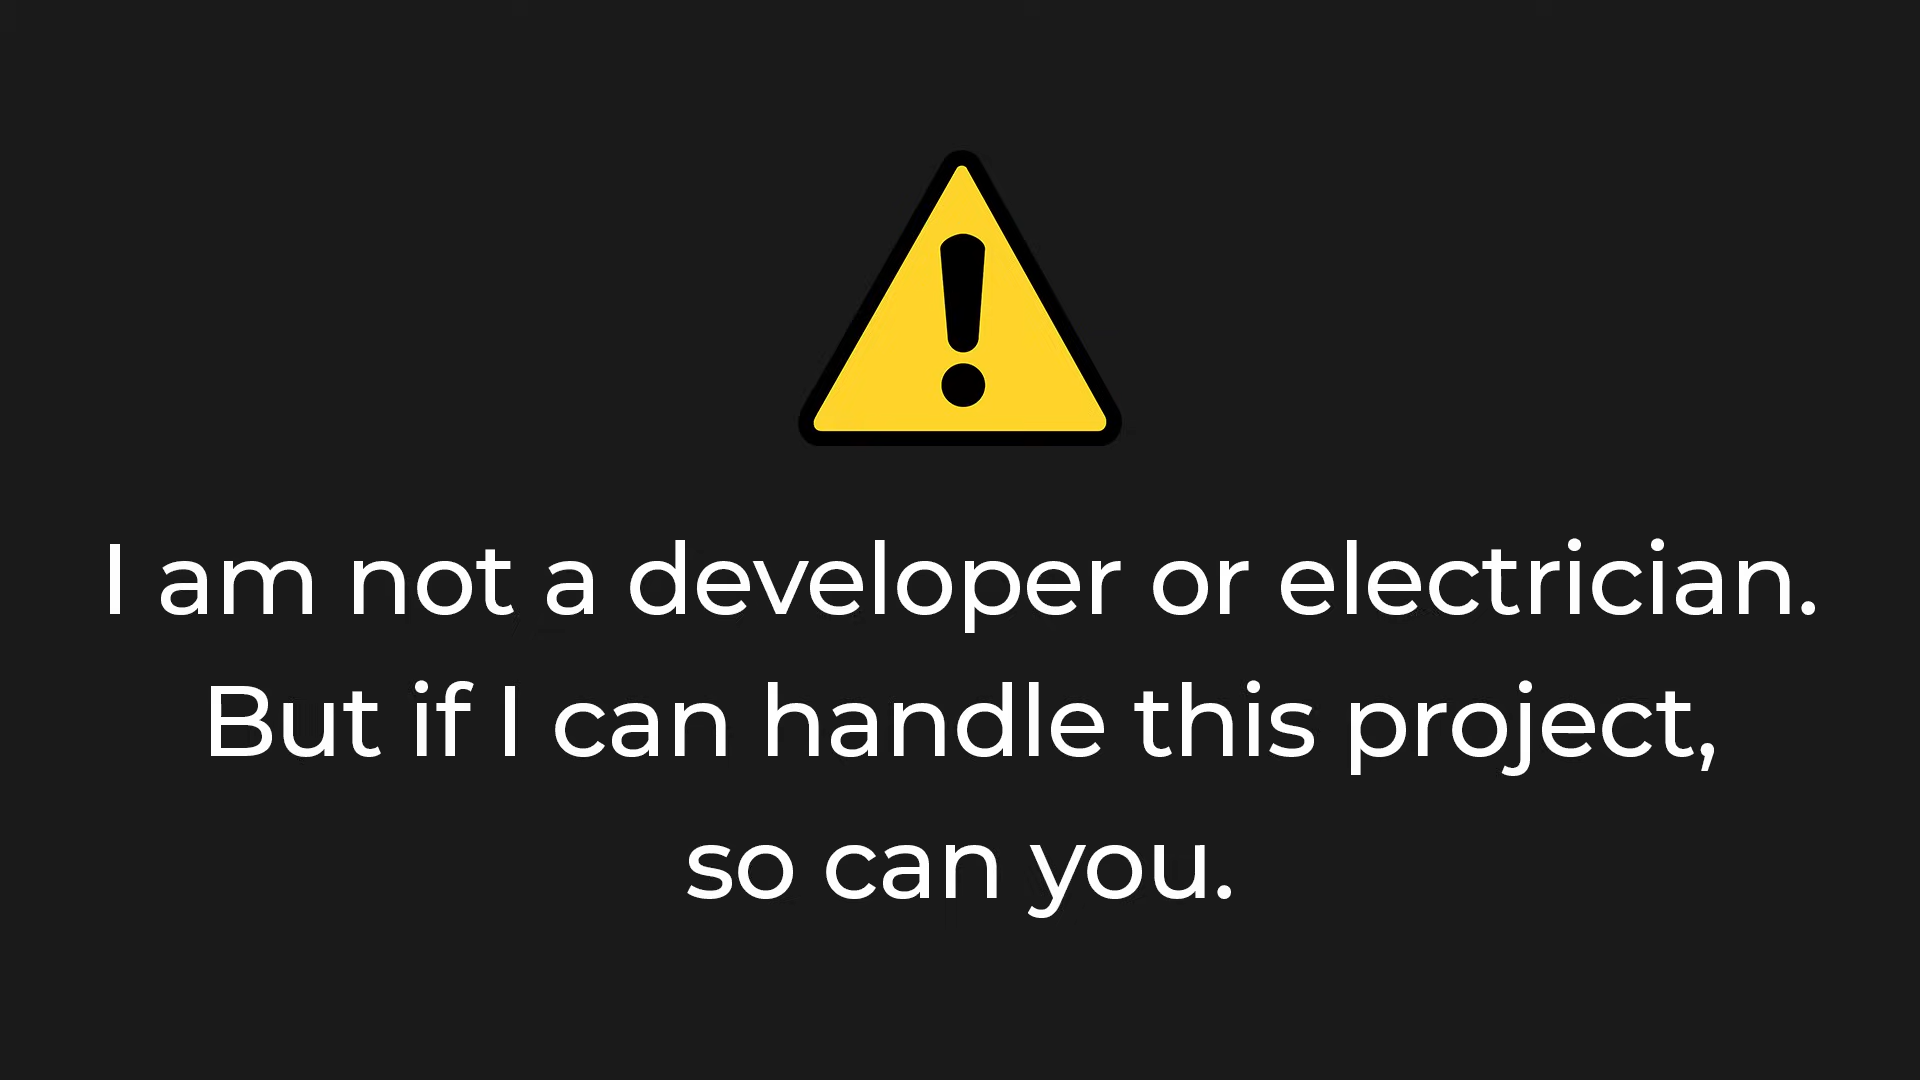 I am not a developer or electrician.
But if I can handle this project,
so can you.